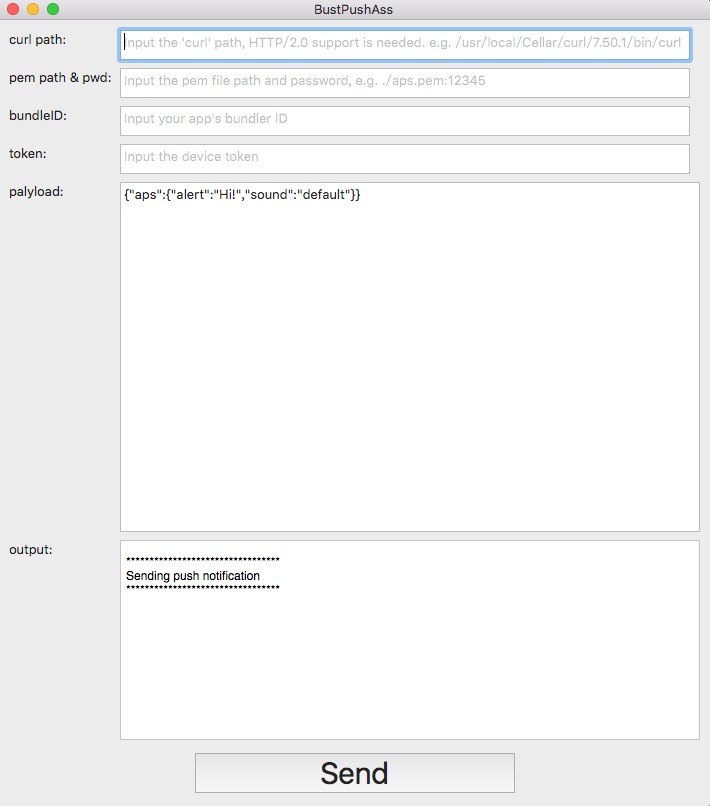 BustPushAss
curl path:
Input the 'curl' path, HTTP/2.0 support is needed. e.g. /usr/local/Cellar/curl/7.50.1/bin/curl
pem path & pwd:
Input the pem file path and password, e.g. ./aps.pem:12345
bundleID:
Input your app's bundler ID
token:
Input the device token
palyload:
{"aps":{"alert":"Hi!","sound":"default"}}
output:
*********************************
Sending push notification
*********************************
Send